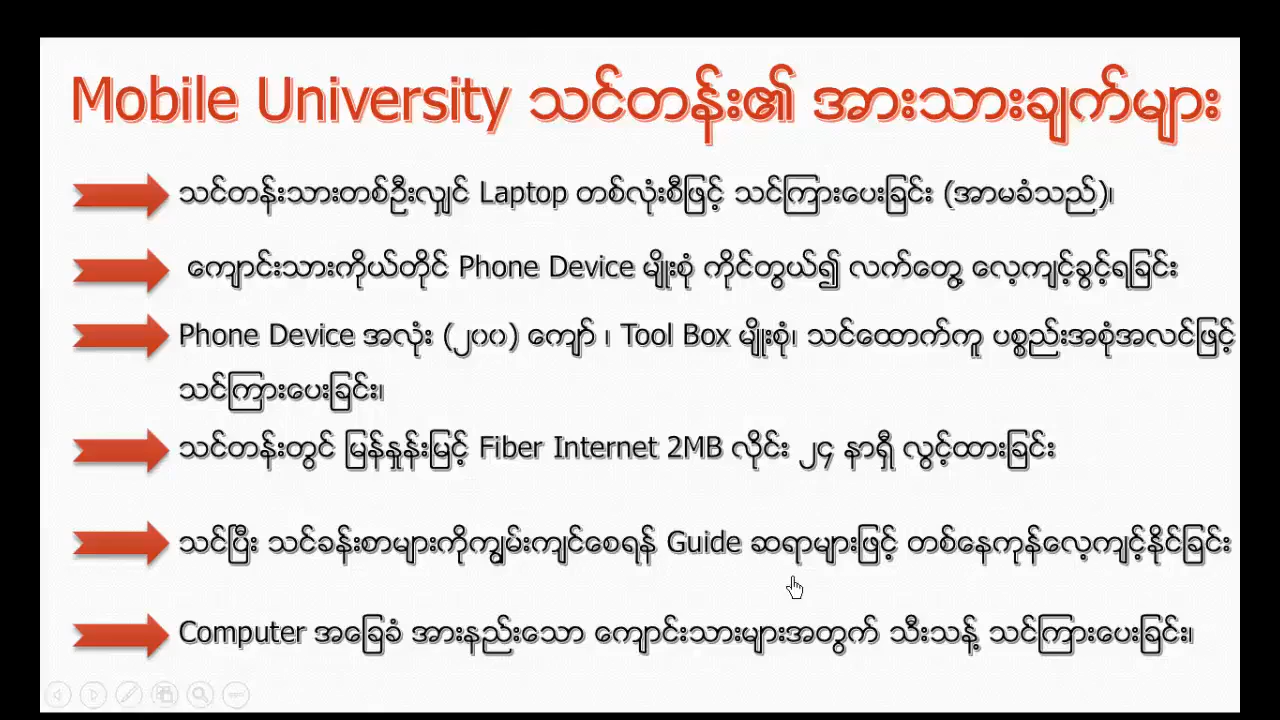 Mobile University သင်တန်း၏ အားသားချက်များ
သင်တန်းသားတစ်ဦးလျှင် Laptop တစ်လုံးစီဖြင့် သင်ကြားပေးခြင်း (အာမခံသည်)၊
ကျောင်းသားကိုယ်တိုင် Phone Device မျိုးစုံ ကိုင်တွယ်၍ လက်တွေ့ လေ့ကျင့်ခွင့်ရခြင်း
Phone Device အလုံး (၂၀၀) ကျော် ၊ Tool Box မျိုးစုံ၊ သင်ထောက်ကူ ပစ္စည်းအစုံအလင်ဖြင့်
သင်ကြားပေးခြင်း၊
သင်တန်းတွင် မြန်နှုန်းမြင့် Fiber Internet 2MB လိုင်း ၂၄ နာရီ လွှင့်ထားခြင်း
သင်ပြီး သင်ခန်းစာများကိုကျွမ်းကျင်စေရန် Guide ဆရာများဖြင့် တစ်နေကုန်လေ့ကျင့်နိုင်ခြင်း
Computer အခြေခံ အားနည်းသော ကျောင်းသားများအတွက် သီးသန့် သင်ကြားပေးခြင်း၊